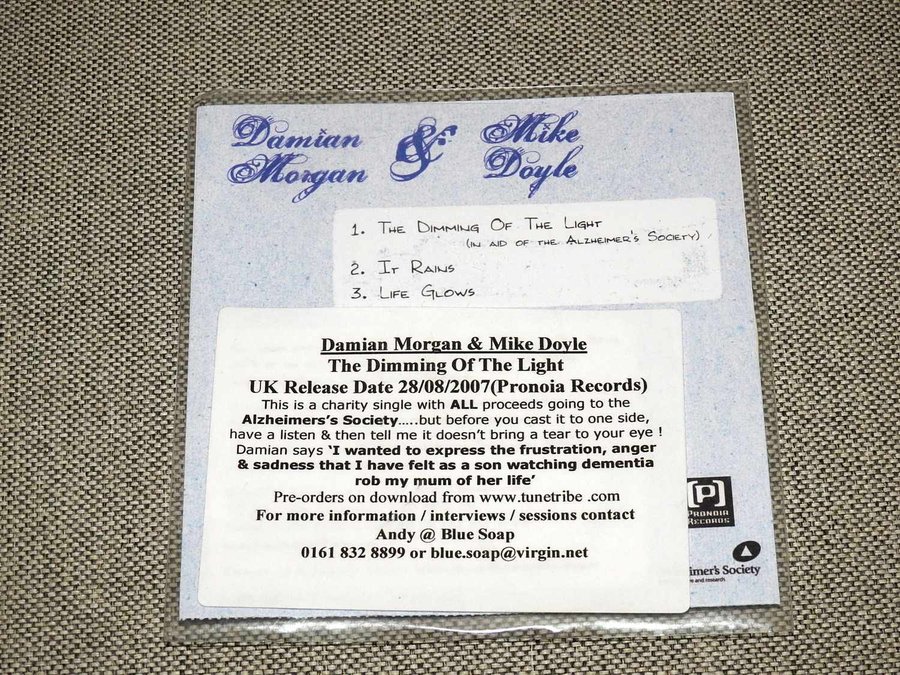 Damian Morgan & Mike Doyle
1. The Dimming Of The Light
(in aid of the Alzheimer's Society)
2. It Rains
3. Life Glows
Damian Morgan & Mike Doyle
The Dimming Of The Light
UK Release Date 28/08/2007(Pronoia Records)
This is a charity single with ALL proceeds going to the
Alzheimers's Society.....but before you cast it to one side,
have a listen & then tell me it doesn't bring a tear to your eye !
Damian says ‘I wanted to express the frustration, anger
& sadness that I have felt as a son watching dementia
rob my mum of her life’
Pre-orders on download from www.tunetribe .com
For more information / interviews / sessions contact
Andy @ Blue Soap
0161 832 8899 or blue.soap@virgin.net
[P]
Pronoia
Records
imer's Society
e and research